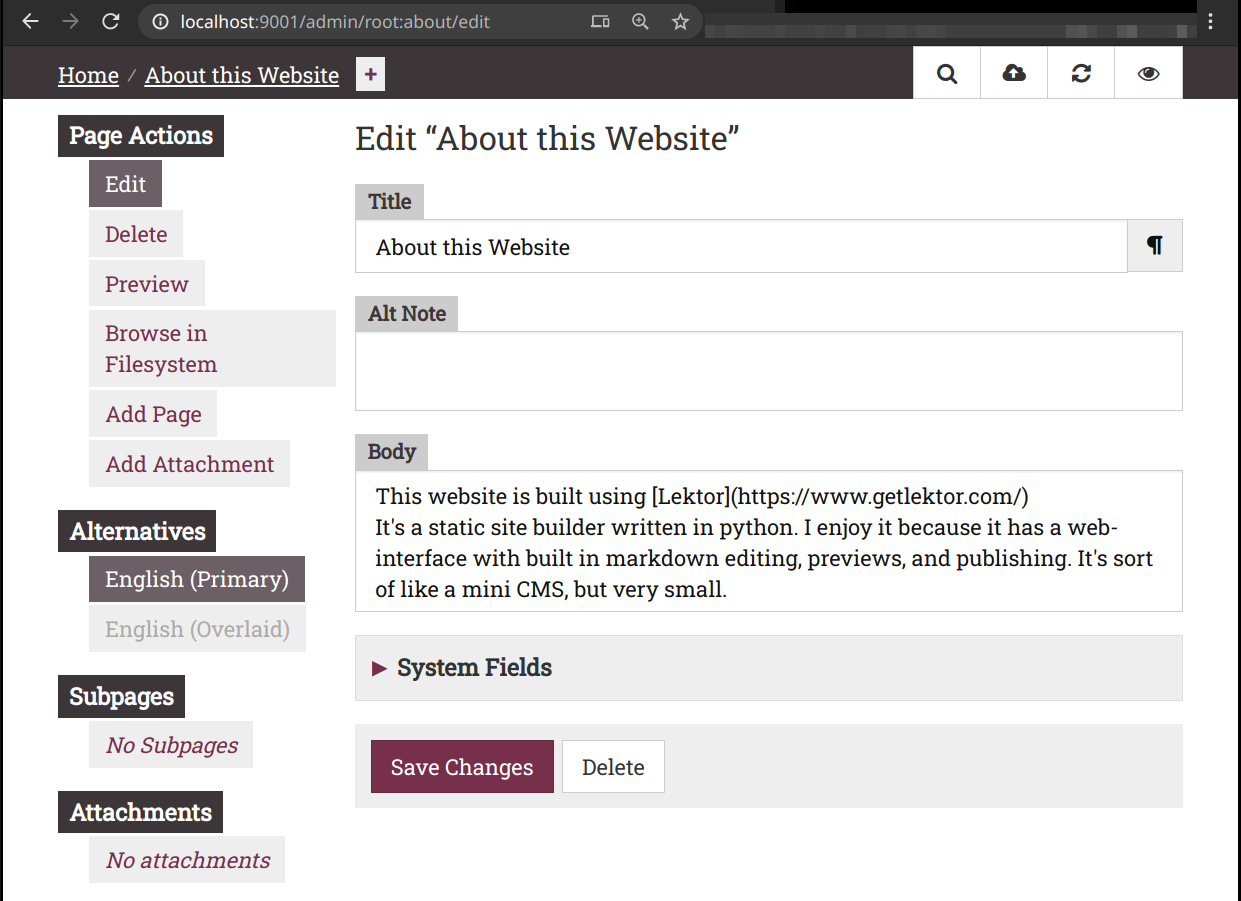 localhost:9001/admin/root:about/edit
Home / About this Website +
Page Actions
Edit
Delete
Preview
Browse in
Filesystem
Add Page
Add Attachment
Alternatives
English (Primary)
English (Overlaid)
Subpages
No Subpages
Attachments
No attachments
Edit “About this Website”
Title
About this Website
¶
Alt Note
Body
This website is built using [Lektor](https://www.getlektor.com/)
It's a static site builder written in python. I enjoy it because it has a web-
interface with built in markdown editing, previews, and publishing. It's sort
of like a mini CMS, but very small.
System Fields
Save Changes
Delete